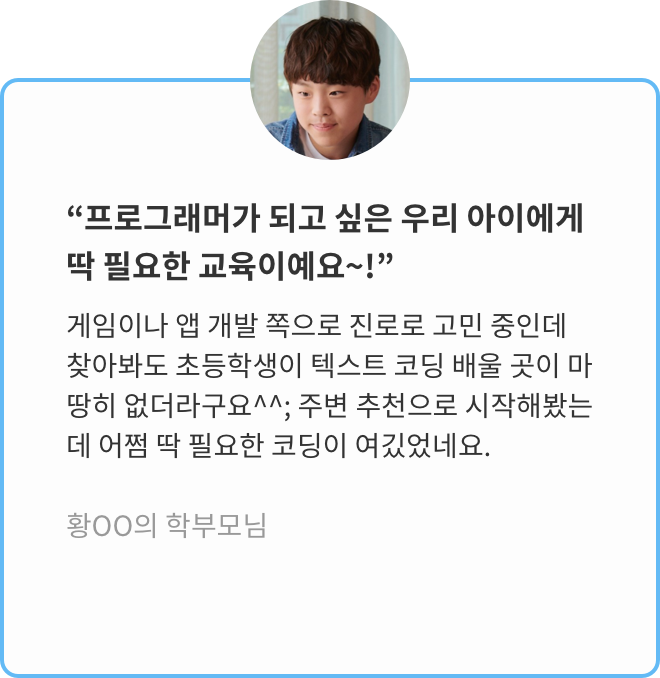 “프로그래머가 되고 싶은 우리 아이에게
딱 필요한 교육이예요~!”
게임이나 앱 개발 쪽으로 진로로 고민 중인데
찾아봐도 초등학생이 텍스트 코딩 배울 곳이 마
땅히 없더라구요^^; 주변 추천으로 시작해봤는
데 어쩜 딱 필요한 코딩이 여깄었네요.
황OO의 학부모님